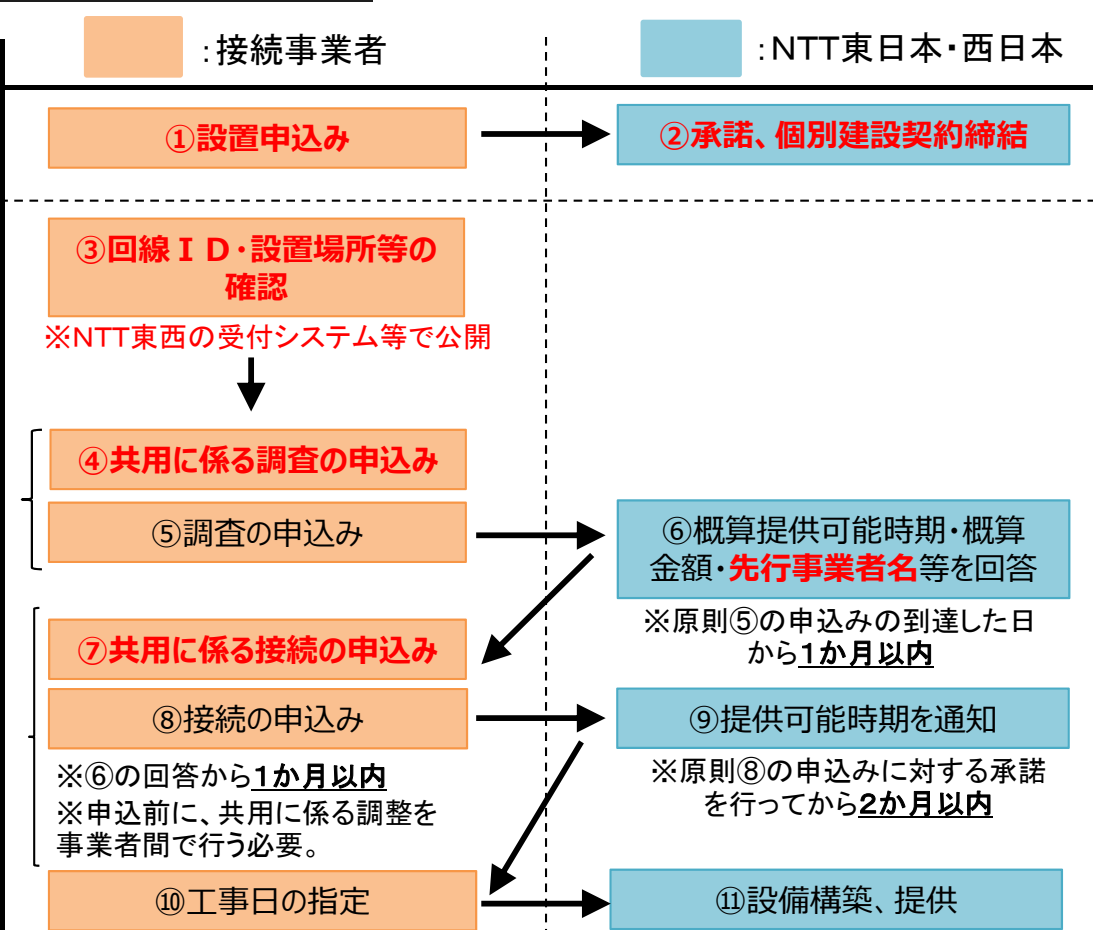 :接続事業者
:NTT東日本・西日本
①設置申込み
②承諾、個別建設契約締結
③回線ID・設置場所等の
確認
※NTT東西の受付システム等で公開
④共用に係る調査の申込み
⑤調査の申込み
⑥概算提供可能時期・概算
金額・先行事業者名等を回答
※原則⑤の申込みの到達した日
から1か月以内
⑦共用に係る接続の申込み
⑧接続の申込み
⑨提供可能時期を通知
※⑥の回答から1か月以内
※申込前に、共用に係る調整を
事業者間で行う必要。
※原則⑧の申込みに対する承諾
を行ってから2か月以内
⑩工事日の指定
⑪設備構築、提供